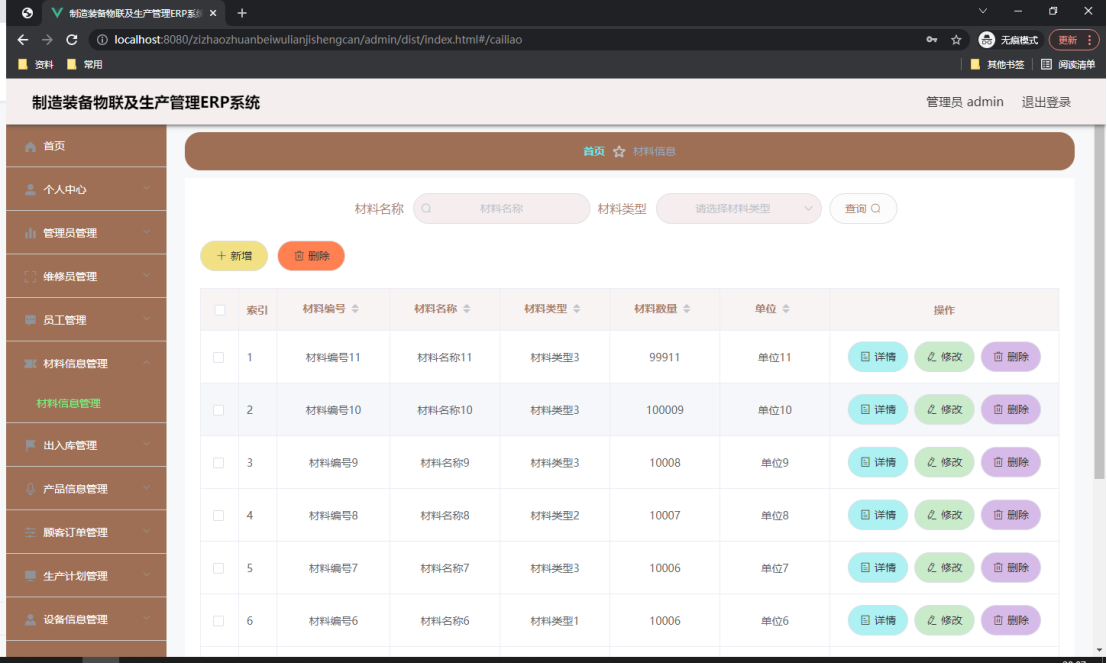 制造装备物联及生产管理ERP系
localhost:8080/zizhaozhuanbeiwulianjishengcan/admin/dist/index.html#/cailiao
无痕模式
更新
资料
常用
其他书签
阅读清单
制造装备物联及生产管理ERP系统
管理员 admin
退出登录
首页
个人中心
管理员管理
维修员管理
员工管理
材料信息管理
材料信息管理
出入库管理
产品信息管理
顾客订单管理
生产计划管理
设备信息管理
首页 材料信息
材料名称 材料名称 材料类型 请选择材料类型 查询
新增 删除
索引 材料编号 材料名称 材料类型 材料数量 单位 操作
1 材料编号11 材料名称11 材料类型3 99911 单位11 详情 修改 删除
2 材料编号10 材料名称10 材料类型3 100009 单位10 详情 修改 删除
3 材料编号9 材料名称9 材料类型3 10008 单位9 详情 修改 删除
4 材料编号8 材料名称8 材料类型2 10007 单位8 详情 修改 删除
5 材料编号7 材料名称7 材料类型3 10006 单位7 详情 修改 删除
6 材料编号6 材料名称6 材料类型1 10006 单位6 详情 修改 删除